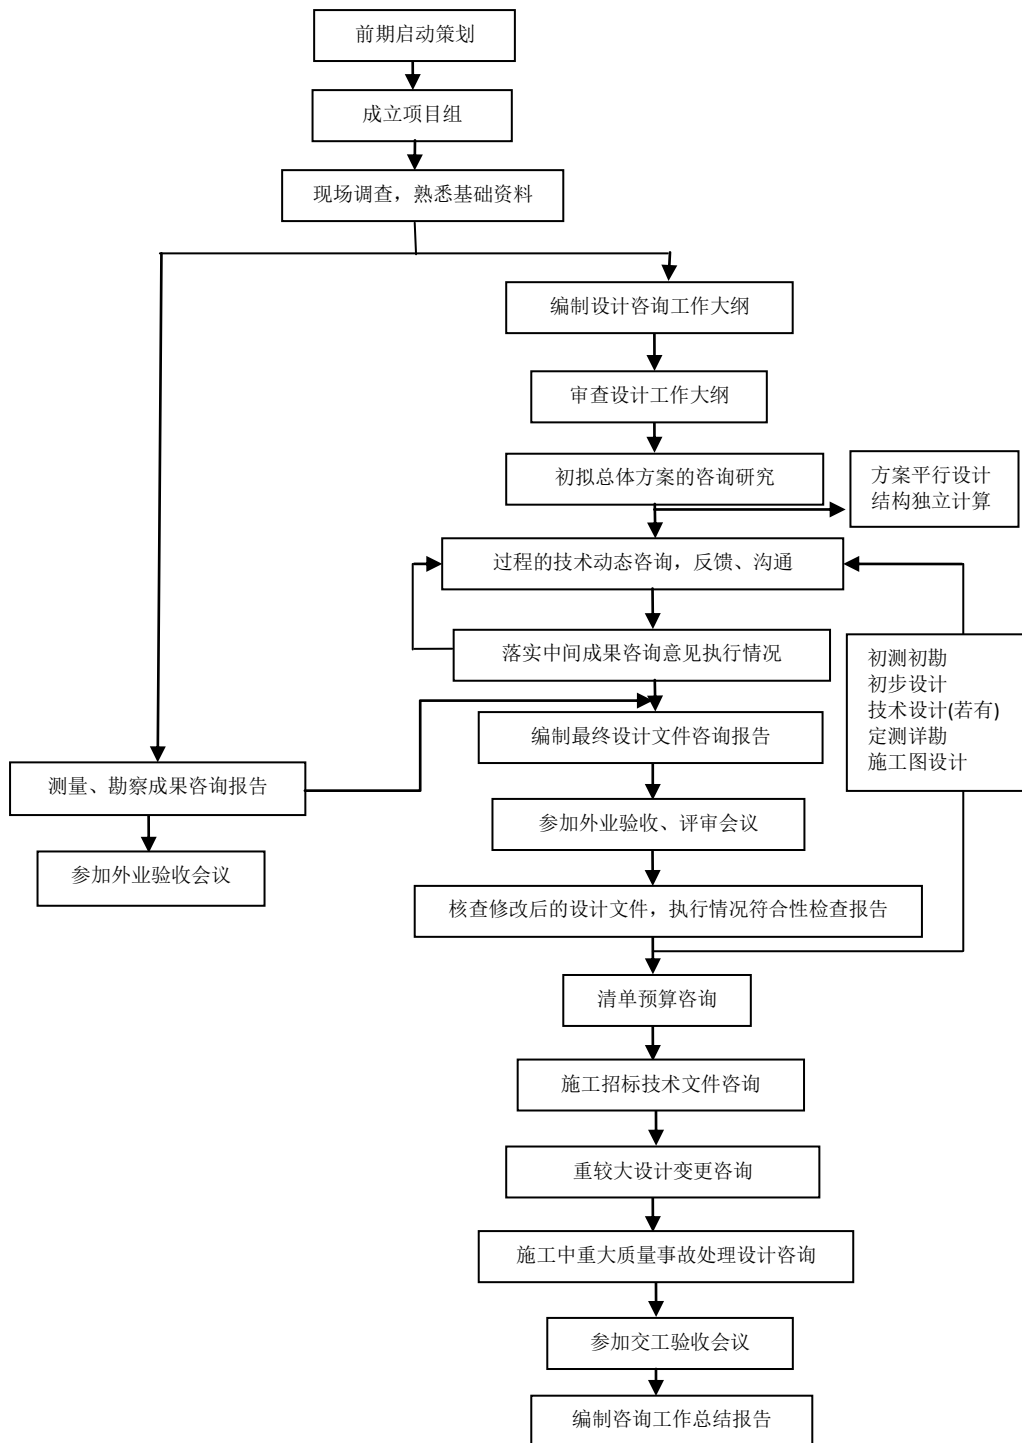 前期启动策划
成立项目组
现场调查，熟悉基础资料
编制设计咨询工作大纲
审查设计工作大纲
初拟总体方案的咨询研究
方案平行设计
结构独立计算
过程的技术动态咨询，反馈、沟通
落实中间成果咨询意见执行情况
初测初勘
初步设计
技术设计(若有)
定测详勘
施工图设计
编制最终设计文件咨询报告
测量、勘察成果咨询报告
参加外业验收、评审会议
参加外业验收会议
核查修改后的设计文件，执行情况符合性检查报告
清单预算咨询
施工招标技术文件咨询
重较大设计变更咨询
施工中重大质量事故处理设计咨询
参加交工验收会议
编制咨询工作总结报告